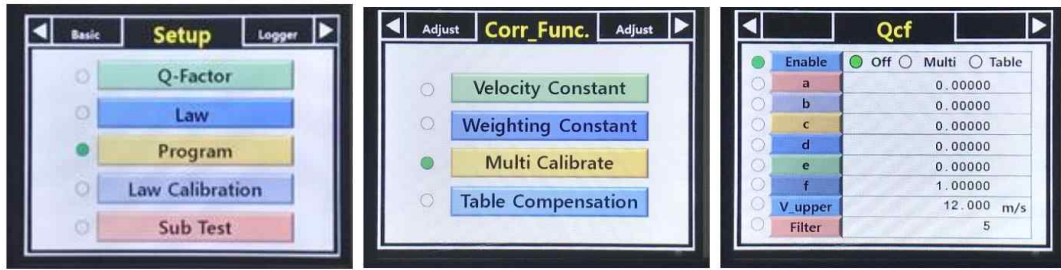 Basic Setup Logger
Q-Factor
Law
Program
Law Calibration
Sub Test
Adjust Corr_Func. Adjust
Velocity Constant
Weighting Constant
Multi Calibrate
Table Compensation
Qcf
Enable Off Multi Table
a 0.00000
b 0.00000
c 0.00000
d 0.00000
e 0.00000
f 1.00000
V_upper 12.000 m/s
Filter 5